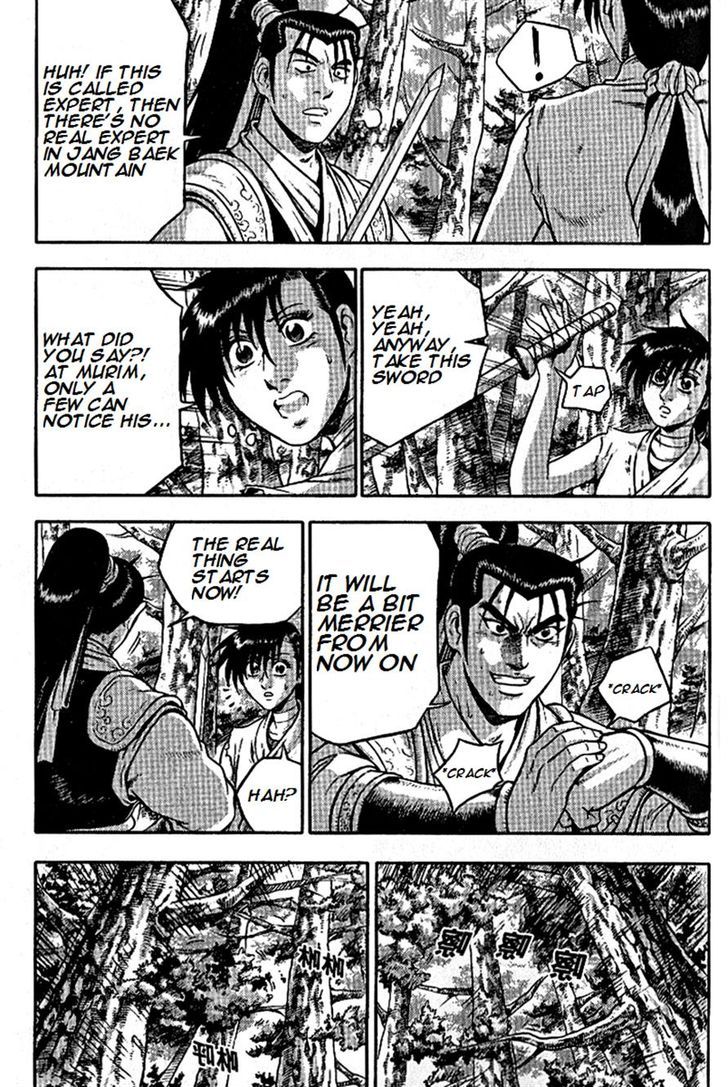 HUH! IF THIS
IS CALLED
EXPERT, THEN
THERE'S NO
REAL EXPERT
IN JANG BAEK
MOUNTAIN
!
WHAT DID
YOU SAY?!
AT MURIM,
ONLY A
FEW CAN
NOTICE HIS...
YEAH,
YEAH,
ANYWAY,
TAKE THIS
SWORD
TAP
THE REAL
THING
STARTS
NOW!
HAH?
IT WILL
BE A BIT
MERRIER
FROM
NOW ON
"CRACK"
"CRACK"